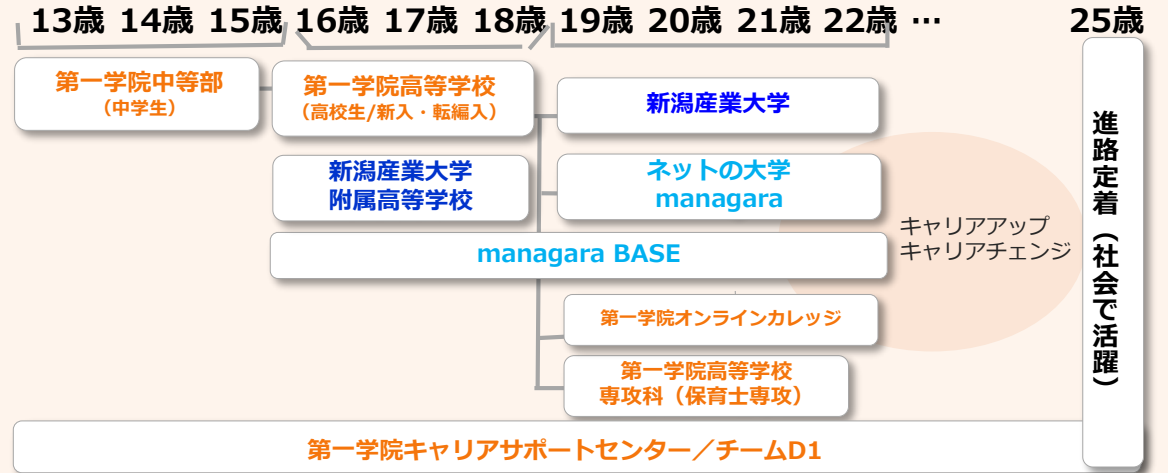 13歳 14歳 15歳 16歳 17歳 18歳 19歳 20歳 21歳 22歳 … 25歳
第一学院中等部
（中学生）
第一学院高等学校
（高校生/新入・転編入）
新潟産業大学
新潟産業大学
附属高等学校
ネットの大学
managara
managara BASE
キャリアアップ
キャリアチェンジ
第一学院オンラインカレッジ
第一学院高等学校
専攻科（保育士専攻）
進路定着（社会で活躍）
第一学院キャリアサポートセンター／チームD1